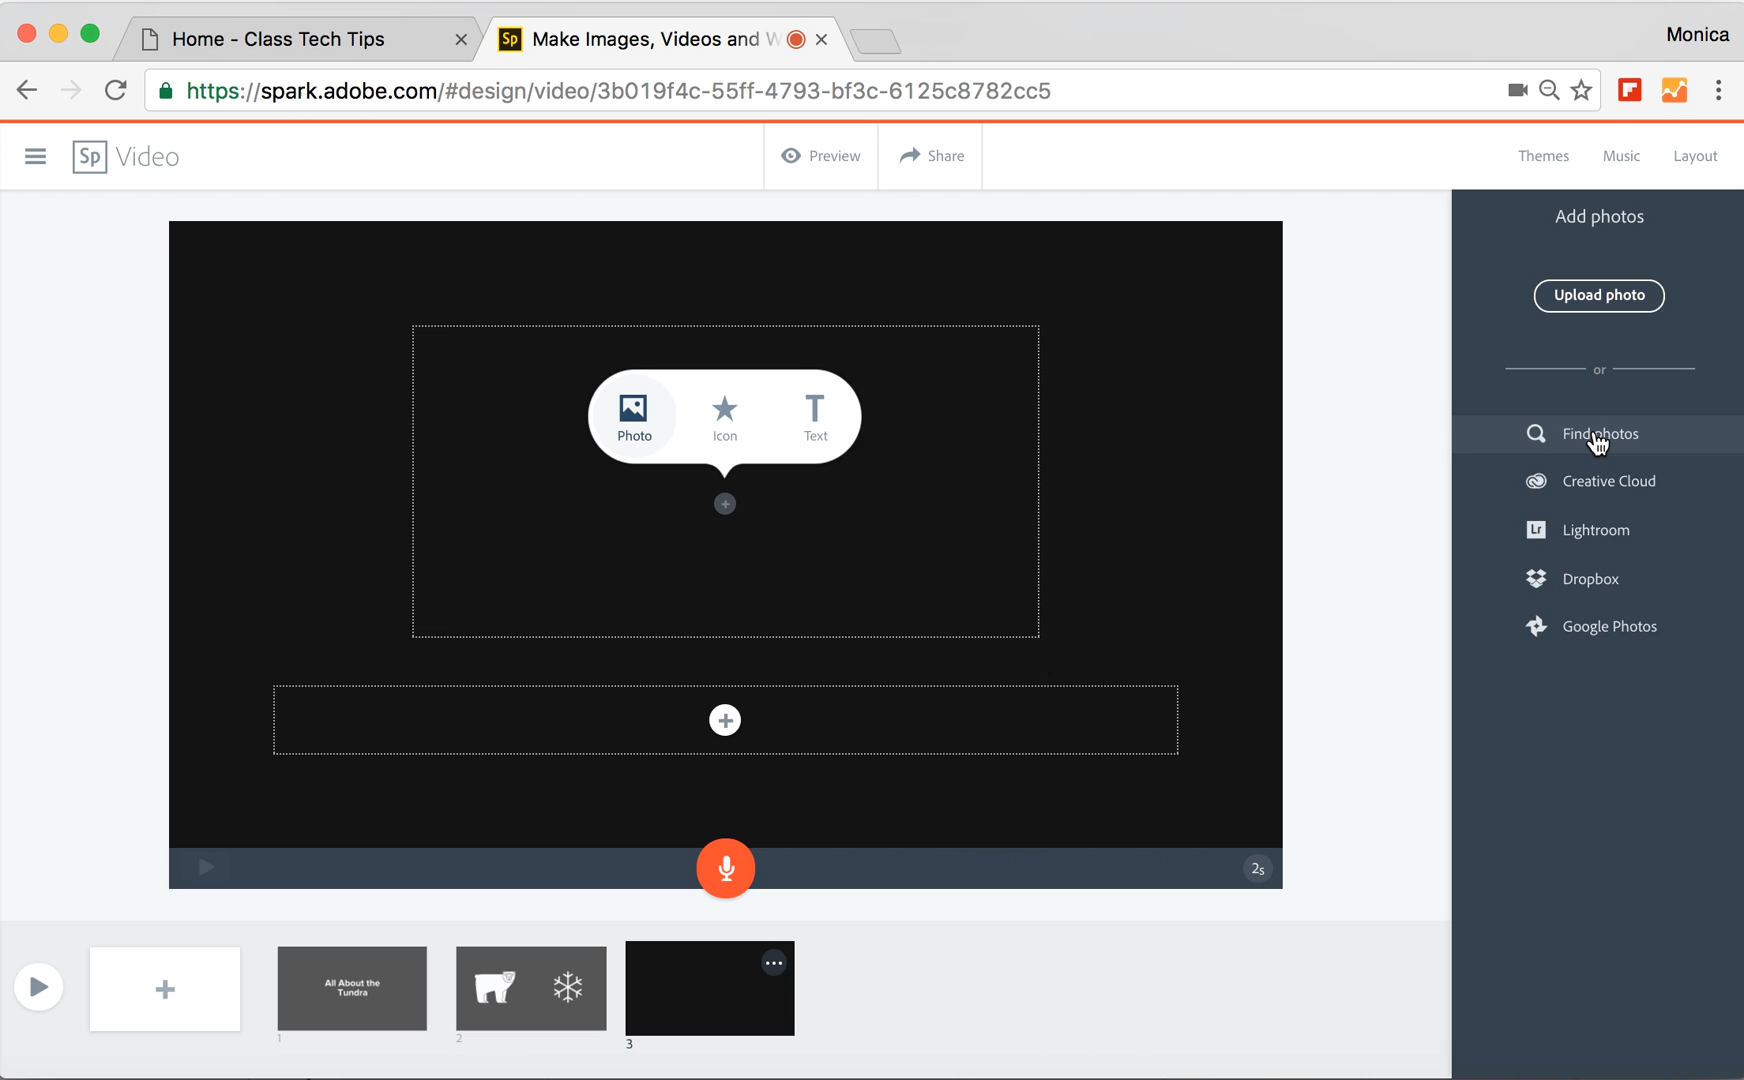 Home - Class Tech Tips
Sp Make Images, Videos and W
Monica
https://spark.adobe.com/#design/video/3b019f4c-55ff-4793-bf3c-6125c8782cc5
Sp Video
Preview
Share
Themes
Music
Layout
Add photos
Upload photo
or
Find photos
Creative Cloud
Lr Lightroom
Dropbox
Google Photos
Photo
Icon
T
Text
2s
All About the
Tundra
1
2
3